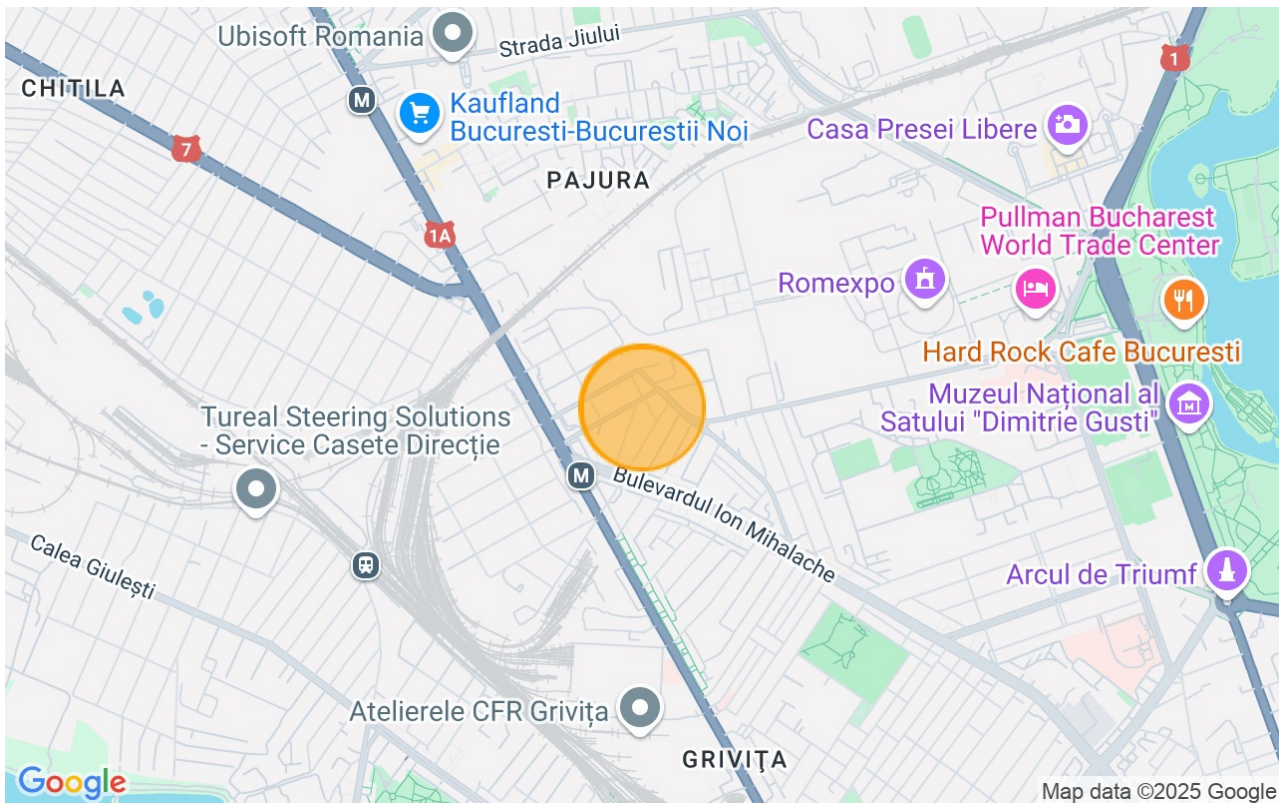 Ubisoft Romania
Strada Jiului
1
CHITILA
M
Kaufland
Bucuresti-Bucurestii Noi
Casa Presei Libere
7
PAJURA
1A
Pullman Bucharest
World Trade Center
Romexpo
Hard Rock Cafe Bucuresti
Muzeul Național al
Satului "Dimitrie Gusti"
M
Tureal Steering Solutions
- Service Casete Direcție
M
Bulevardul Ion Mihalache
Calea Giulești
Arcul de Triumf
Atelierele CFR Grivița
GRIVIŢA
Google
Map data ©2025 Google